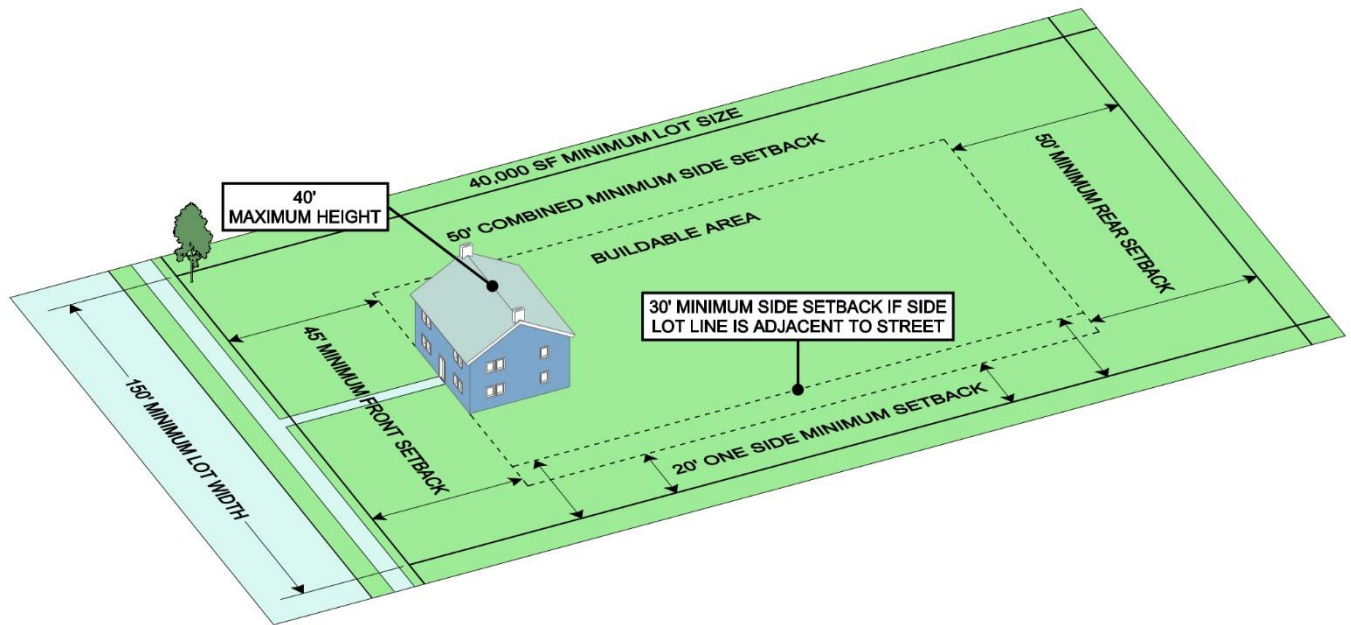 40,000 SF MINIMUM LOT SIZE
50' COMBINED MINIMUM SIDE SETBACK
40'
MAXIMUM HEIGHT
BUILDABLE AREA
50' MINIMUM REAR SETBACK
30' MINIMUM SIDE SETBACK IF SIDE
LOT LINE IS ADJACENT TO STREET
45' MINIMUM FRONT SETBACK
150' MINIMUM LOT WIDTH
20' ONE SIDE MINIMUM SETBACK